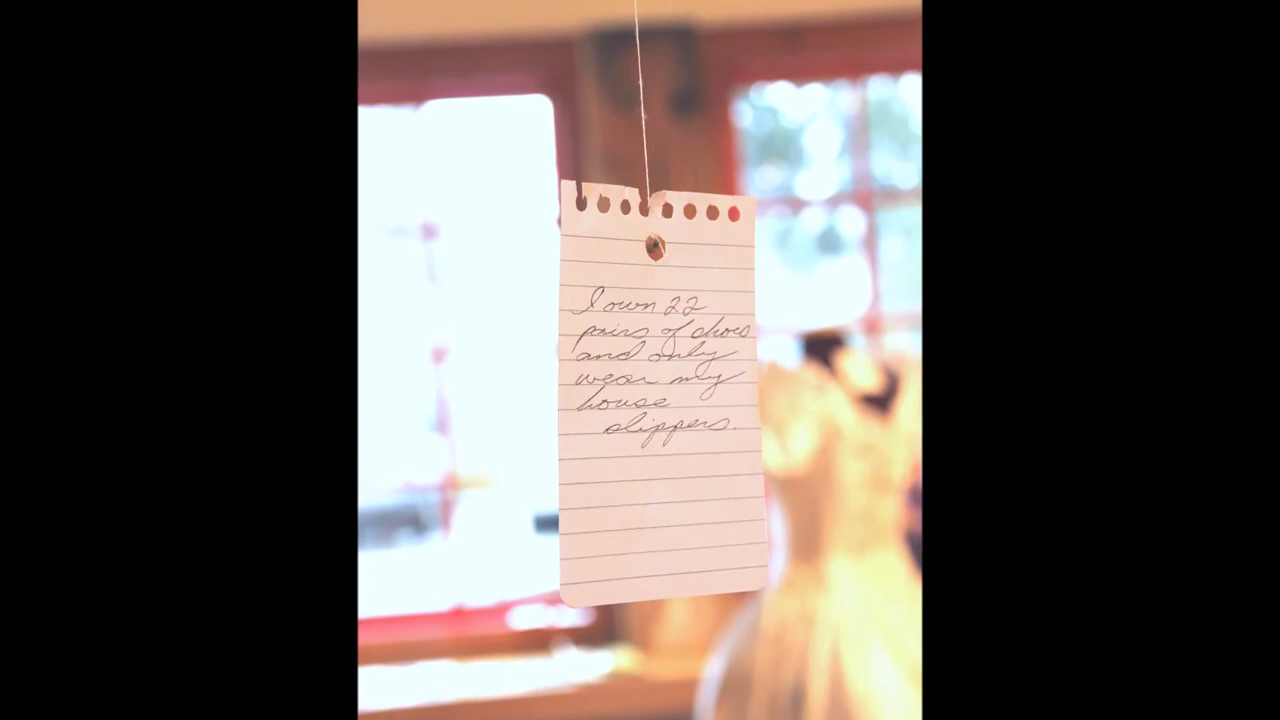 I own 22
pairs of shoes
and only
wear my
house
slippers.